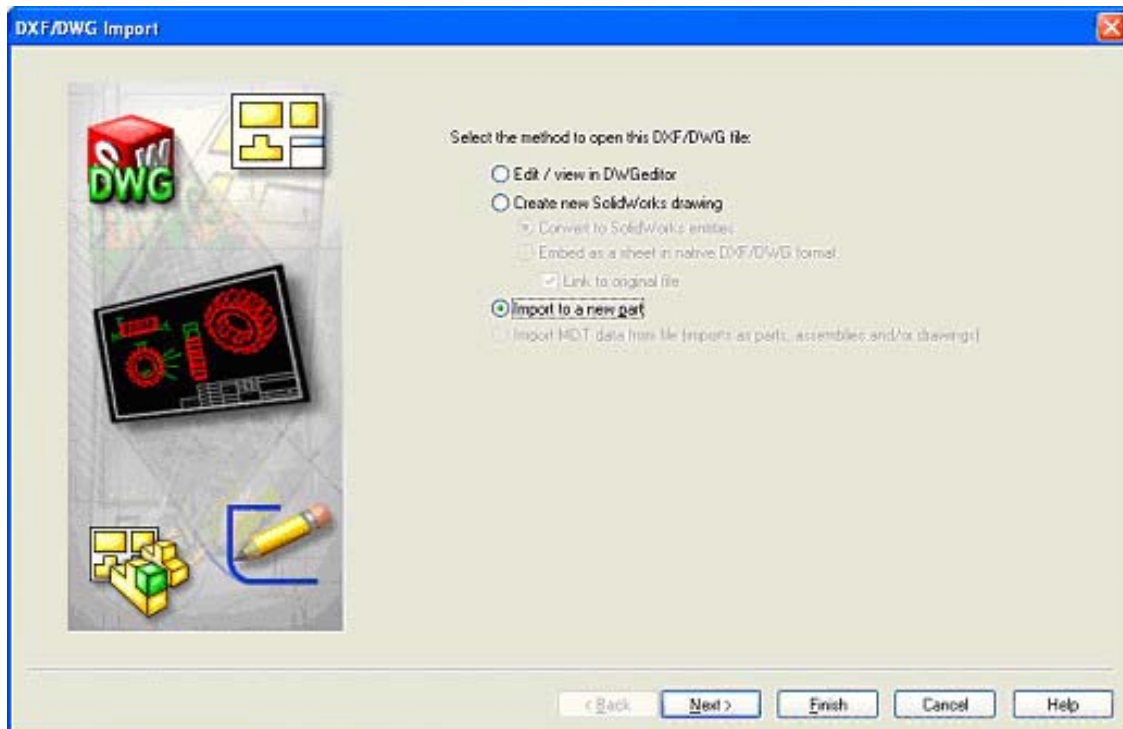 DXF/DWG Import
SW
DWG
Select the method to open this DXF/DWG file:
Edit / view in DWGeditor
Create new SolidWorks drawing
Convert to SolidWorks entities
Embed as a sheet in native DXF/DWG format
Link to original file
Import to a new part
Import MDT data from file (imports as parts, assemblies and/or drawings)
< Back Next > Finish Cancel Help